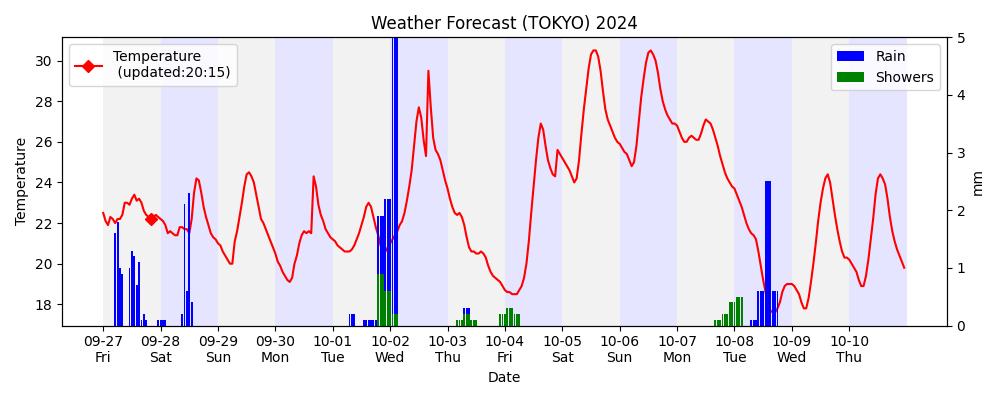 Weather Forecast (TOKYO) 2024
Temperature
(updated:20:15)
Rain
Showers
Temperature
30
28
26
24
22
20
18
5
4
3
2
1
0
mm
09-27 09-28 09-29 09-30 10-01 10-02 10-03 10-04 10-05 10-06 10-07 10-08 10-09 10-10
Fri Sat Sun Mon Tue Wed Thu Fri Sat Sun Mon Tue Wed Thu
Date